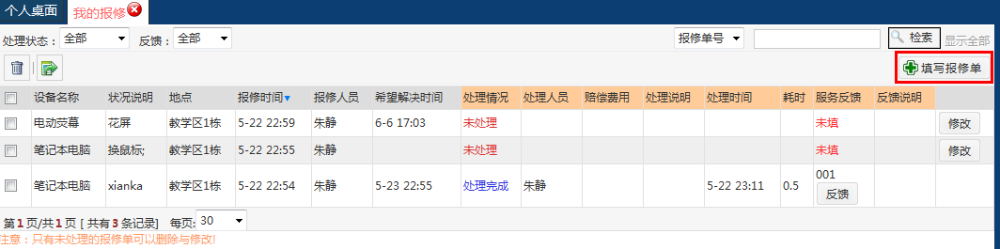 个人桌面 我的报修
处理状态：全部 反馈：全部 报修单号 检索 显示全部
填写报修单
设备名称 状况说明 地点 报修时间▼ 报修人员 希望解决时间 处理情况 处理人员 赔偿费用 处理说明 处理时间 耗时 服务反馈 反馈说明
电动荧幕 花屏 教学区1栋 5-22 22:59 朱静 6-6 17:03 未处理 未填 修改
笔记本电脑 换鼠标; 教学区1栋 5-22 22:55 朱静 未处理 未填 修改
笔记本电脑 xianka 教学区1栋 5-22 22:54 朱静 5-23 22:55 处理完成 朱静 5-22 23:11 0.5 001
反馈
第1页/共1页 [ 共有3条记录] 每页:30
注意：只有未处理的报修单可以删除与修改!